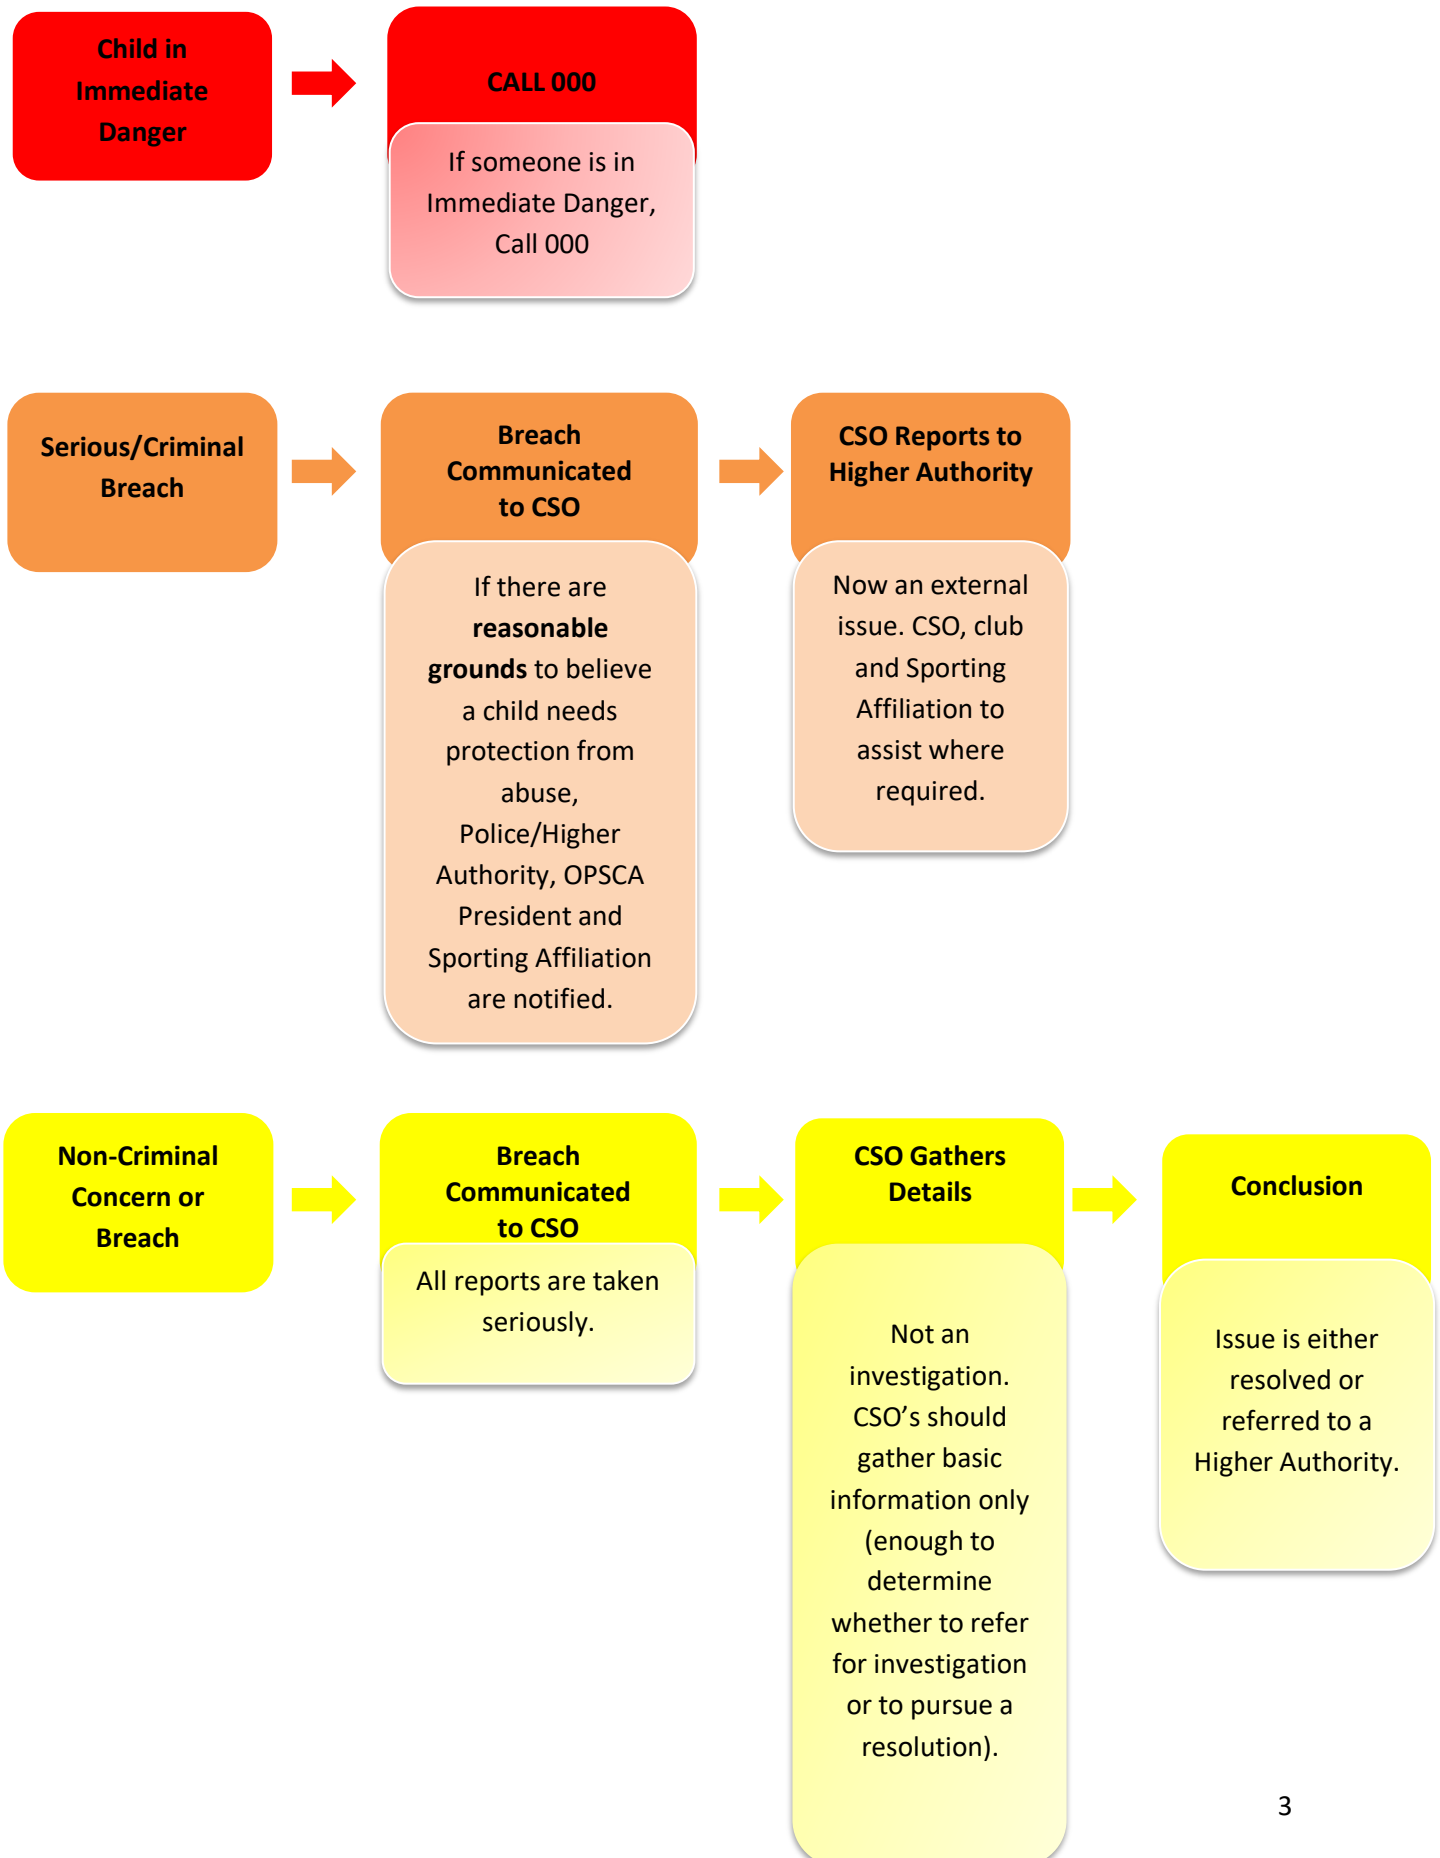 Child in
Immediate
Danger
CALL 000
If someone is in
Immediate Danger,
Call 000
Serious/Criminal
Breach
Breach
Communicated
to CSO
If there are
reasonable
grounds to believe
a child needs
protection from
abuse,
Police/Higher
Authority, OPSCA
President and
Sporting Affiliation
are notified.
CSO Reports to
Higher Authority
Now an external
issue. CSO, club
and Sporting
Affiliation to
assist where
required.
Non-Criminal
Concern or
Breach
Breach
Communicated
to CSO
All reports are taken
seriously.
CSO Gathers
Details
Not an
investigation.
CSO’s should
gather basic
information only
(enough to
determine
whether to refer
for investigation
or to pursue a
resolution).
Conclusion
Issue is either
resolved or
referred to a
Higher Authority.
3